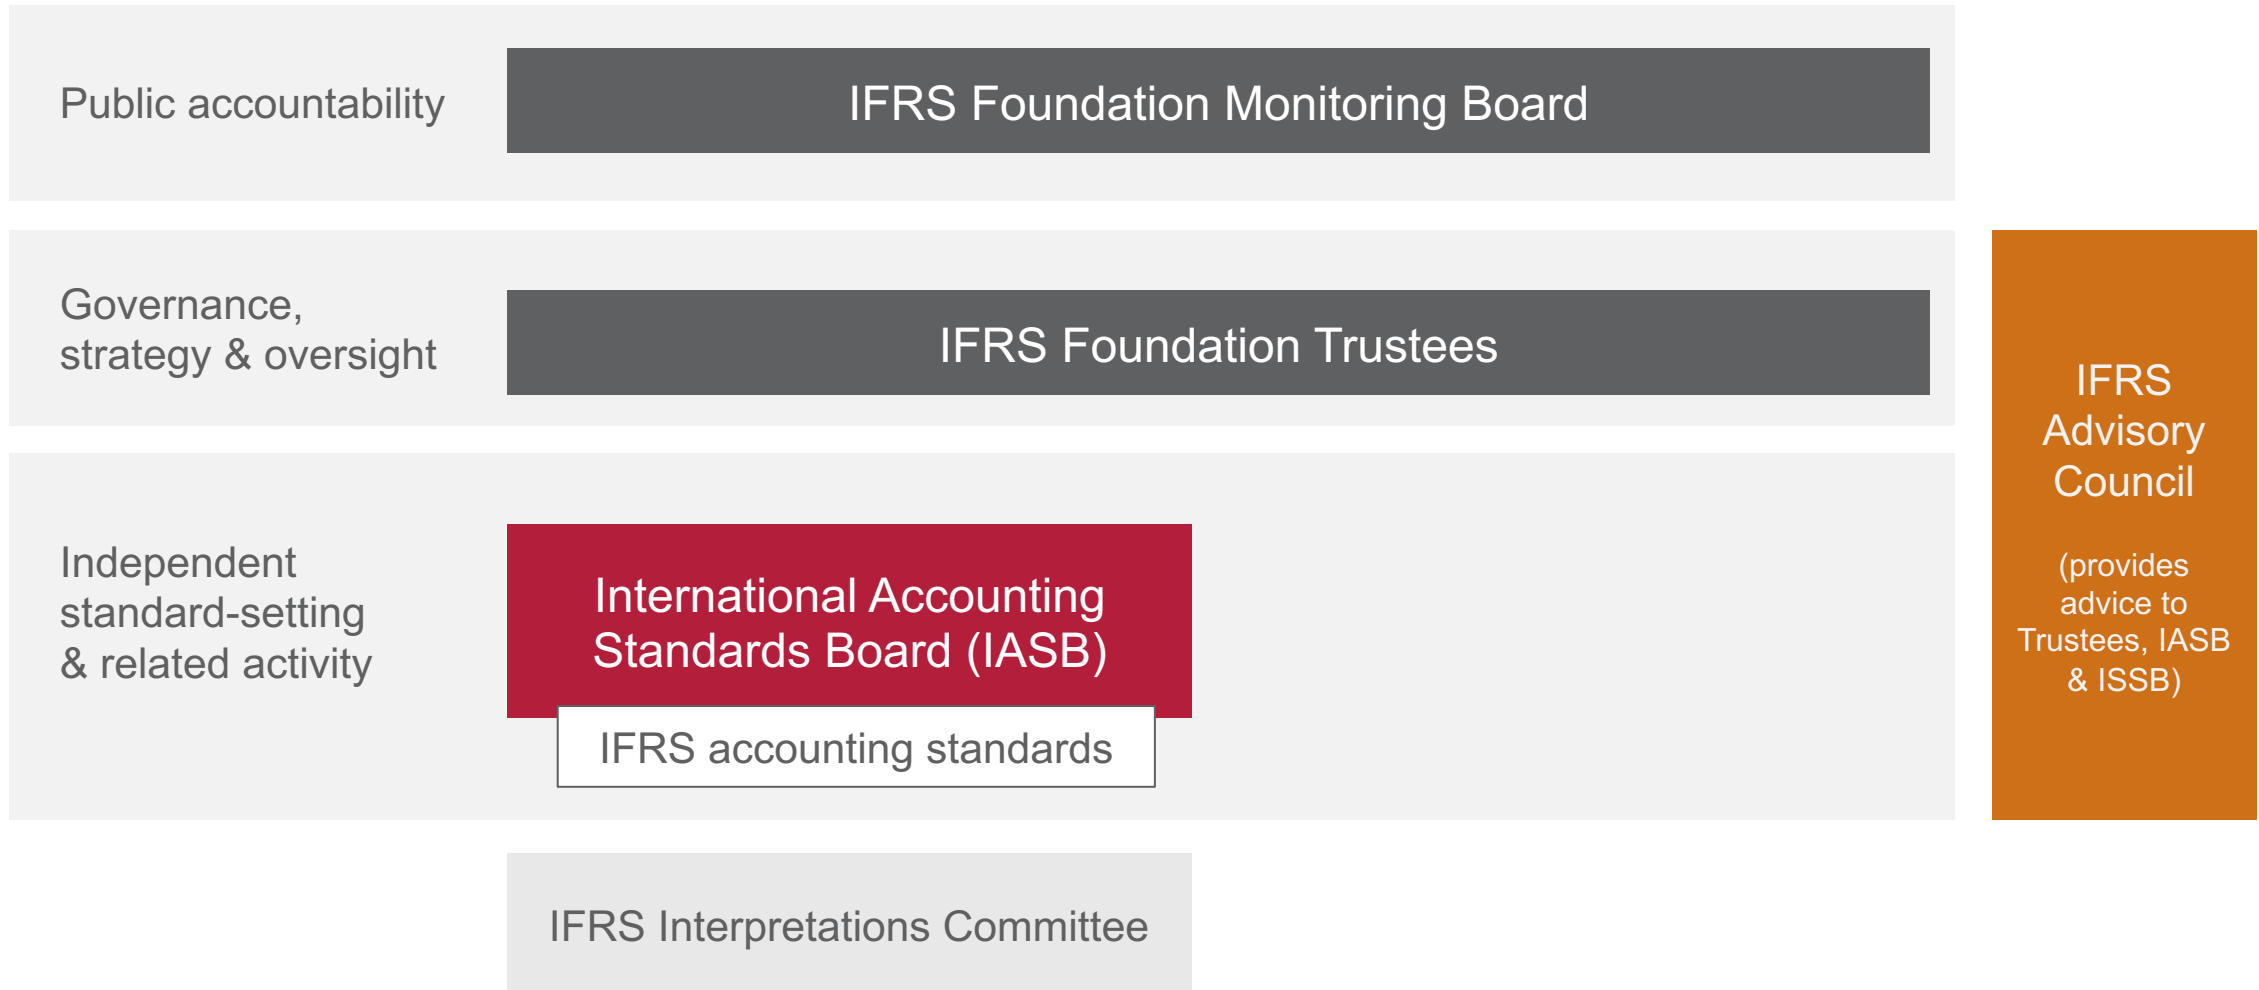 Public accountability
IFRS Foundation Monitoring Board
Governance,
strategy & oversight
IFRS Foundation Trustees
Independent
standard-setting
& related activity
International Accounting
Standards Board (IASB)
IFRS accounting standards
IFRS Interpretations Committee
IFRS
Advisory
Council
(provides
advice to
Trustees, IASB
& ISSB)